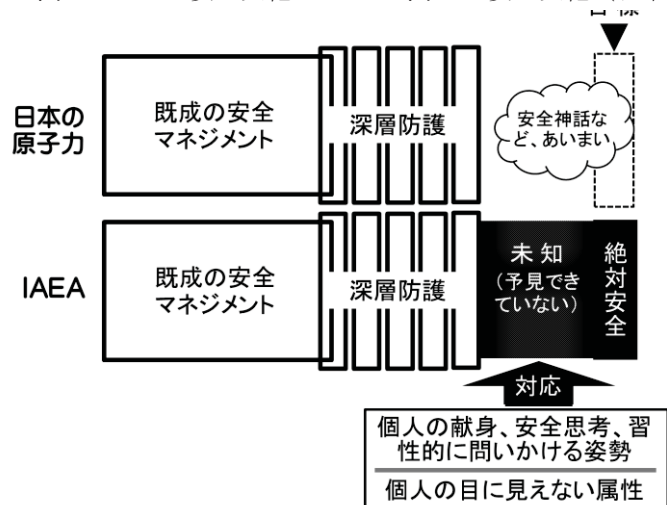 目標
日本の
原子力
既成の安全
マネジメント
深層防護
安全神話な
ど、あいまい
IAEA
既成の安全
マネジメント
深層防護
未知
(予見でき
ていない)
絶対安全
対応
個人の献身、安全思考、習
性的に問いかける姿勢
個人の目に見えない属性